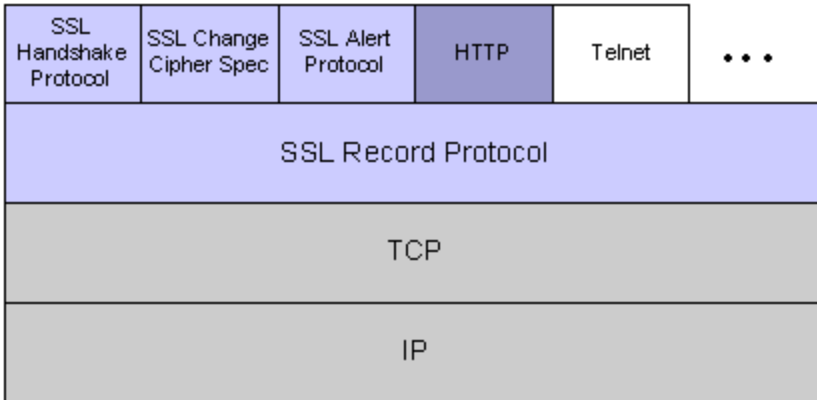 SSL
Handshake
Protocol
SSL Change
Cipher Spec
SSL Alert
Protocol
HTTP
Telnet
...
SSL Record Protocol
TCP
IP